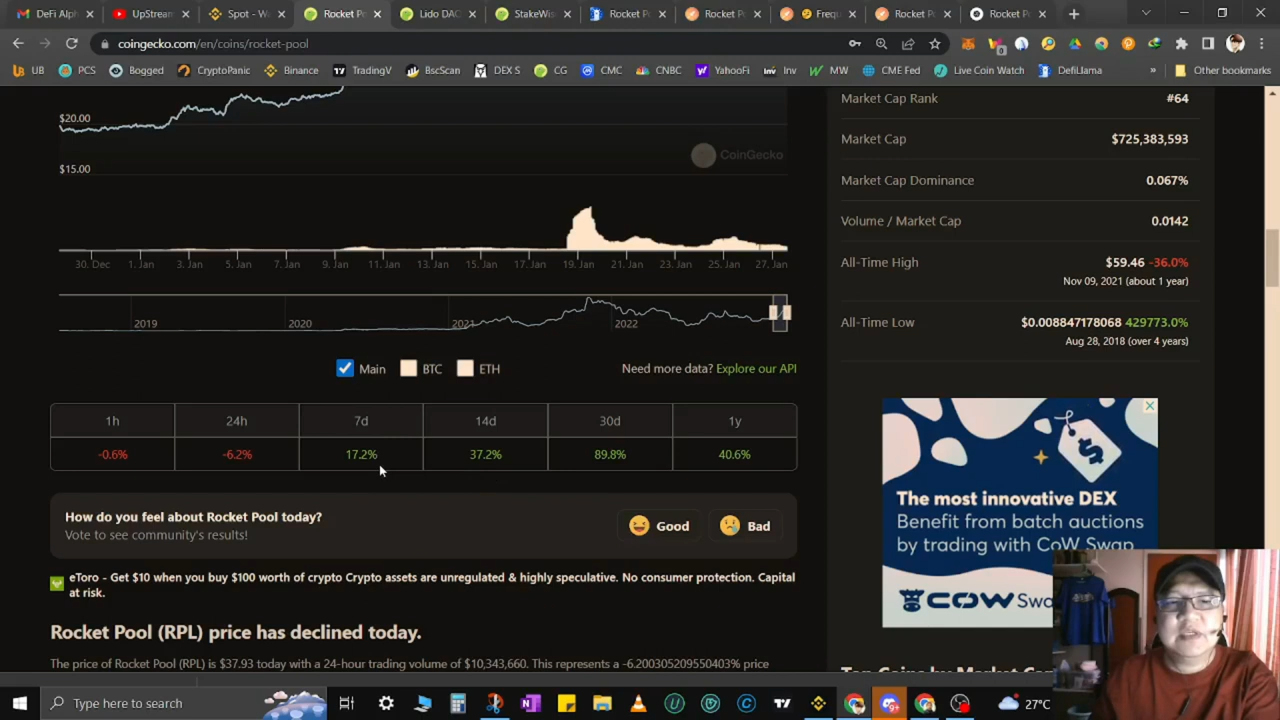 DeFi Alph
UpStream
Spot - W
Rocket Po
Lido DAO
StakeWise
Rocket P
Rocket P
Frequ
Rocket P
Rocket P
coingecko.com/en/coins/rocket-pool
UB PCS Bogged CryptoPanic Binance TradingV BscScan DEX S CG CMC CNBC YahooFi Inv MW CME Fed Live Coin Watch DefiLlama » Other bookmarks
$20.00
$15.00
CoinGecko
30. Dec 1. Jan 3. Jan 5. Jan 7. Jan 9. Jan 11. Jan 13. Jan 15. Jan 17. Jan 19. Jan 21. Jan 23. Jan 25. Jan 27. Jan
2019 2020 2021 2022
Main BTC ETH Need more data? Explore our API
1h 24h 7d 14d 30d 1y
-0.6% -6.2% 17.2% 37.2% 89.8% 40.6%
How do you feel about Rocket Pool today?
Vote to see community's results!
Good Bad
eToro - Get $10 when you buy $100 worth of crypto Crypto assets are unregulated & highly speculative. No consumer protection. Capital
at risk.
Rocket Pool (RPL) price has declined today.
The price of Rocket Pool (RPL) is $37.93 today with a 24-hour trading volume of $10,343,660. This represents a -6.2003052095504 03% price
Market Cap Rank #64
Market Cap $725,383,593
Market Cap Dominance 0.067%
Volume / Market Cap 0.0142
All-Time High $59.46 -36.0%
Nov 09, 2021 (about 1 year)
All-Time Low $0.008847178068 429773.0%
Aug 28, 2018 (over 4 years)
The most innovative DEX
Benefit from batch auctions
by trading with CoW Swap
COW Swa
Top Coins by Market Ca
Type here to search
27°C